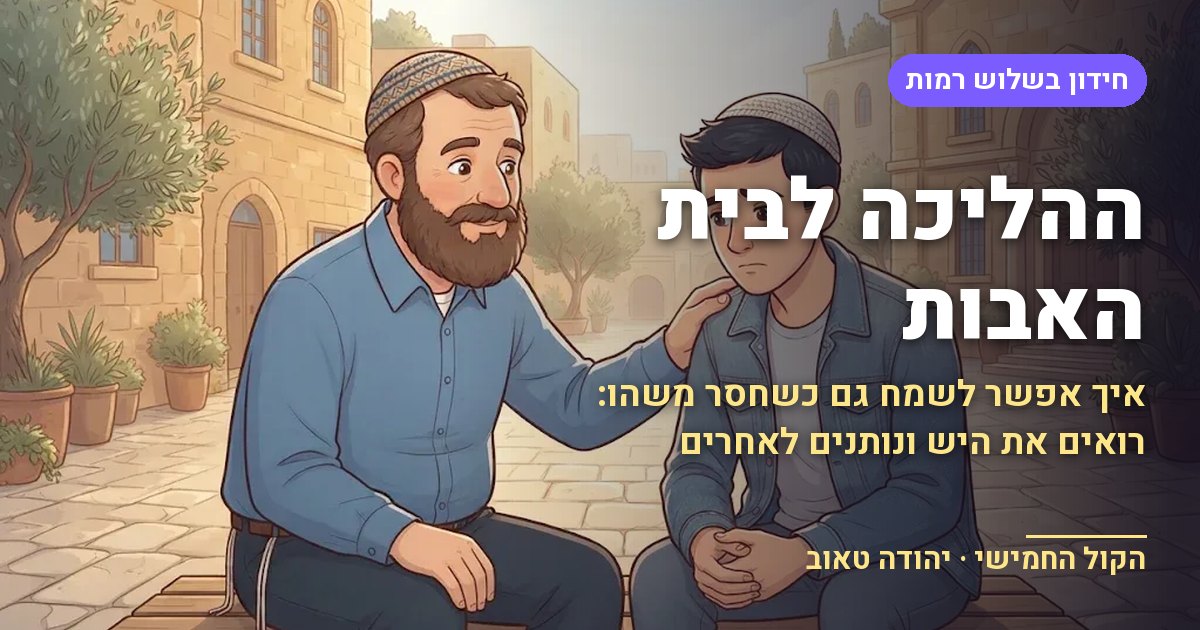 חידון בשלוש רמות
ההליכה לבית
האבות
איך אפשר לשמח גם כשחסר משהו:
רואים את היש ונותנים לאחרים
הקול החמישי · יהודה טאוב